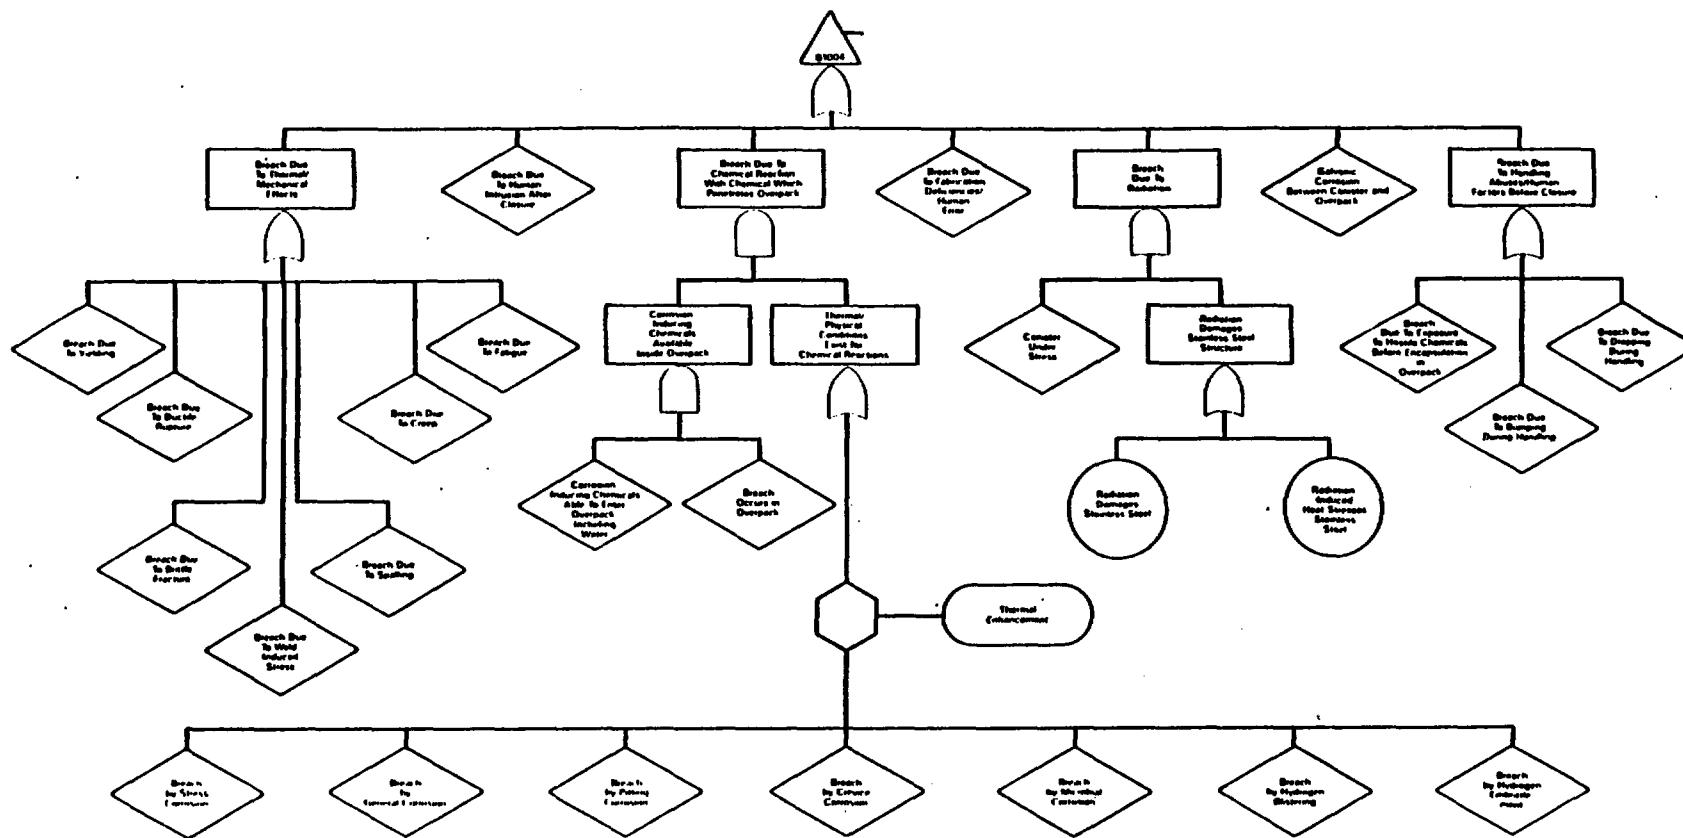 B1004
Breach Due
To Thermal/
Mechanical
Effects
Breach Due
To Human
Intrusion After
Closure
Breach Due To
Chemical Reaction
With Chemical Which
Penetrates Overpack
Breach Due
To Fabrication
Deficiencies/
Human
Error
Breach
Due To
Radiation
Galvanic
Corrosion
Between Canister and
Overpack
Breach Due
To Handling
Abuses/Human
Factors Before Closure
Breach Due
To Yielding
Breach Due
To Ductile
Rupture
Breach Due
To Creep
Breach Due
To Fatigue
Corrosion
Inducing
Chemicals
Available
Inside Overpack
Thermal/
Physical
Conditions
Exist for
Chemical Reactions
Canister
Under
Stress
Radiation
Damages
Stainless Steel
Structure
Breach
Due To Exposure
To Hostile Chemicals
Before Encapsulation
in
Overpack
Breach Due
To Dropping
During
Handling
Breach Due
To Bumping
During Handling
Corrosion
Inducing Chemicals
Able To Enter
Overpack
Including
Water
Breach
Occurs in
Overpack
Radiation
Damages
Stainless Steel
Radiation
Induced
Heat Stresses
Stainless
Steel
Breach Due
To Brittle
Fracture
Breach Due
To Spalling
Breach Due
To Weld
Induced
Stress
Thermal
Enhancement
Breach
by Stress
Corrosion
Breach
by
General Corrosion
Breach
by Pitting
Corrosion
Breach
by Crevice
Corrosion
Breach
by Microbial
Corrosion
Breach
by Hydrogen
Blistering
Breach
by Hydrogen
Embrittle
ment